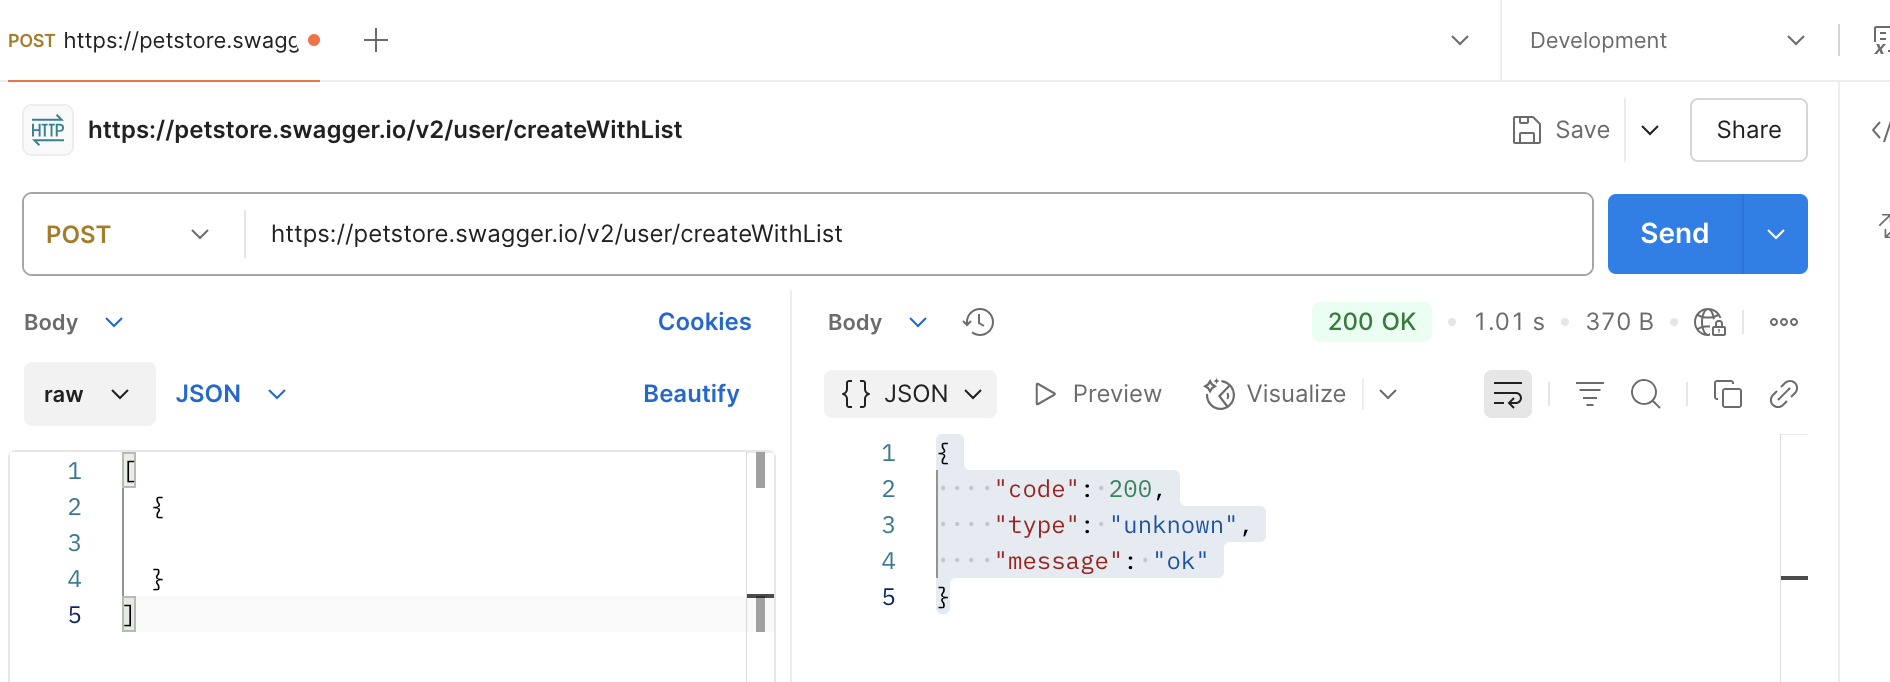 POST https://petstore.swagg
Development
HTTP https://petstore.swagger.io/v2/user/createWithList
Save
Share
POST https://petstore.swagger.io/v2/user/createWithList
Send
Body
Cookies
raw
JSON
Beautify
1 [
2 {
3
4 }
5 ]
Body
200 OK • 1.01 s • 370 B
{} JSON
Preview
Visualize
1 {
2 "code": 200,
3 "type": "unknown",
4 "message": "ok"
5 }